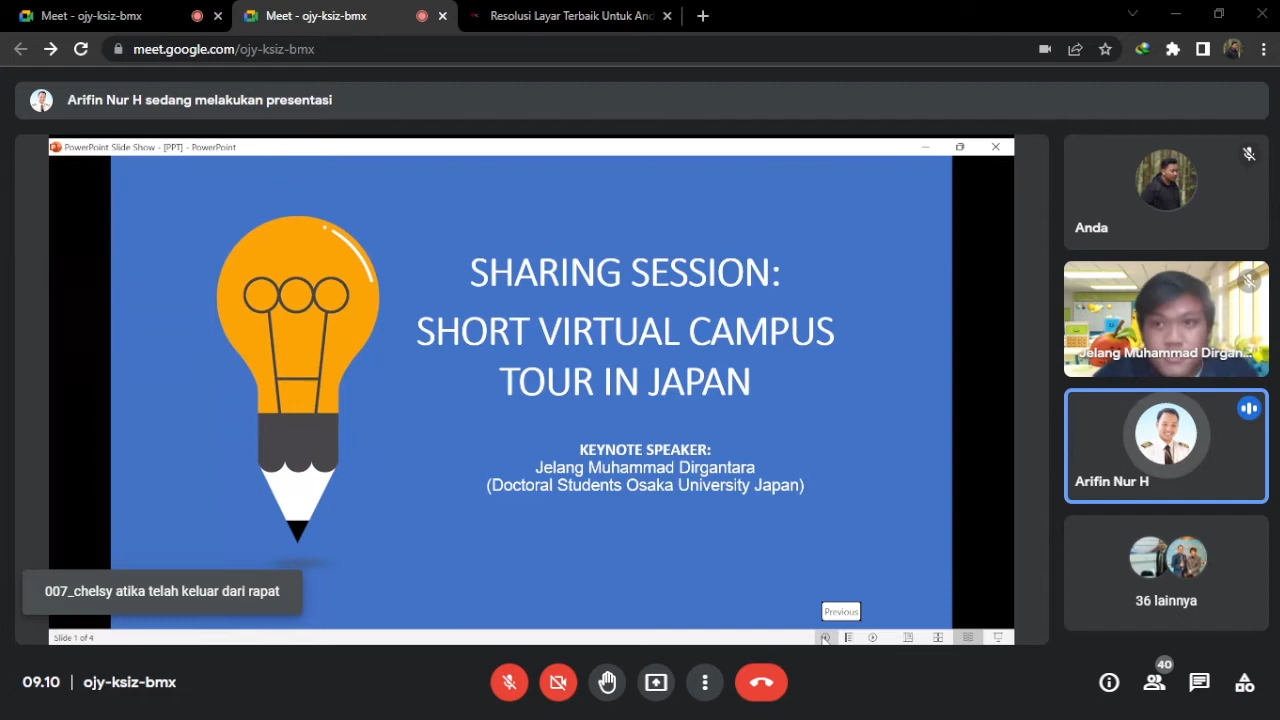 Meet - ojy-ksiz-bmx
Meet - ojy-ksiz-bmx
Resolusi Layar Terbaik Untuk And
meet.google.com/ojy-ksiz-bmx
Arifin Nur H sedang melakukan presentasi
PowerPoint Slide Show - [PPT] - PowerPoint
SHARING SESSION:
SHORT VIRTUAL CAMPUS
TOUR IN JAPAN
KEYNOTE SPEAKER:
Jelang Muhammad Dirgantara
(Doctoral Students Osaka University Japan)
Previous
Slide 1 of 4
007_chelsy atika telah keluar dari rapat
Anda
Jelang Muhammad Dirgan...
Arifin Nur H
36 lainnya
09.10 | ojy-ksiz-bmx
40